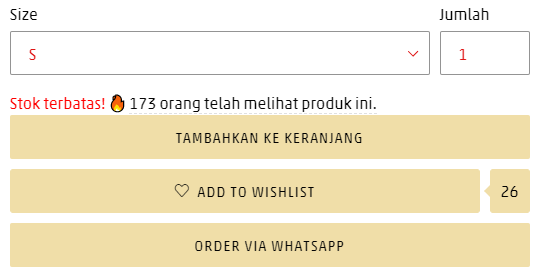 Size Jumlah
S 1
Stok terbatas! 🔥 173 orang telah melihat produk ini.
TAMBAHKAN KE KERANJANG
ADD TO WISHLIST 26
ORDER VIA WHATSAPP